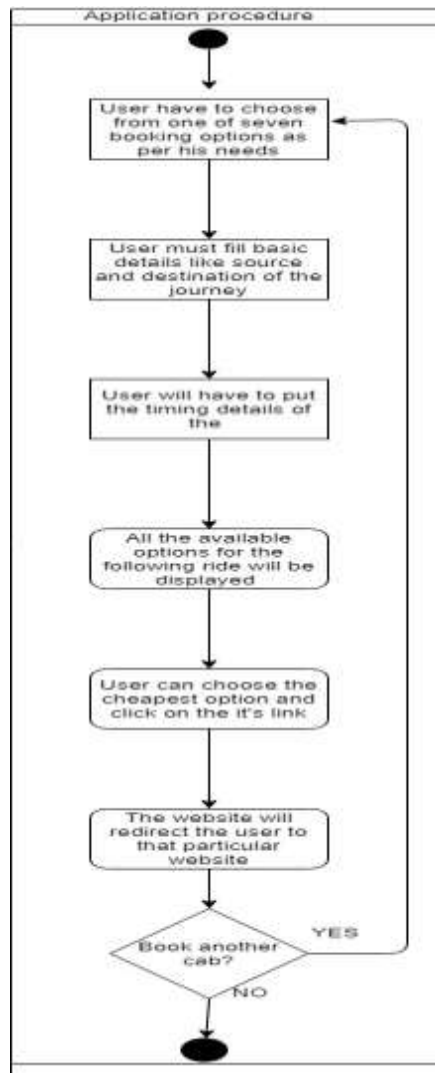 Application procedure
User have to choose
from one of seven
booking options as
per his needs
User must fill basic
details like source
and destination of the
journey
User will have to put
the timing details of
the
All the available
options for the
following ride will be
displayed
User can choose the
cheapest option and
click on the it's link
The website will
redirect the user to
that particular
website
Book another
cab?
YES
NO